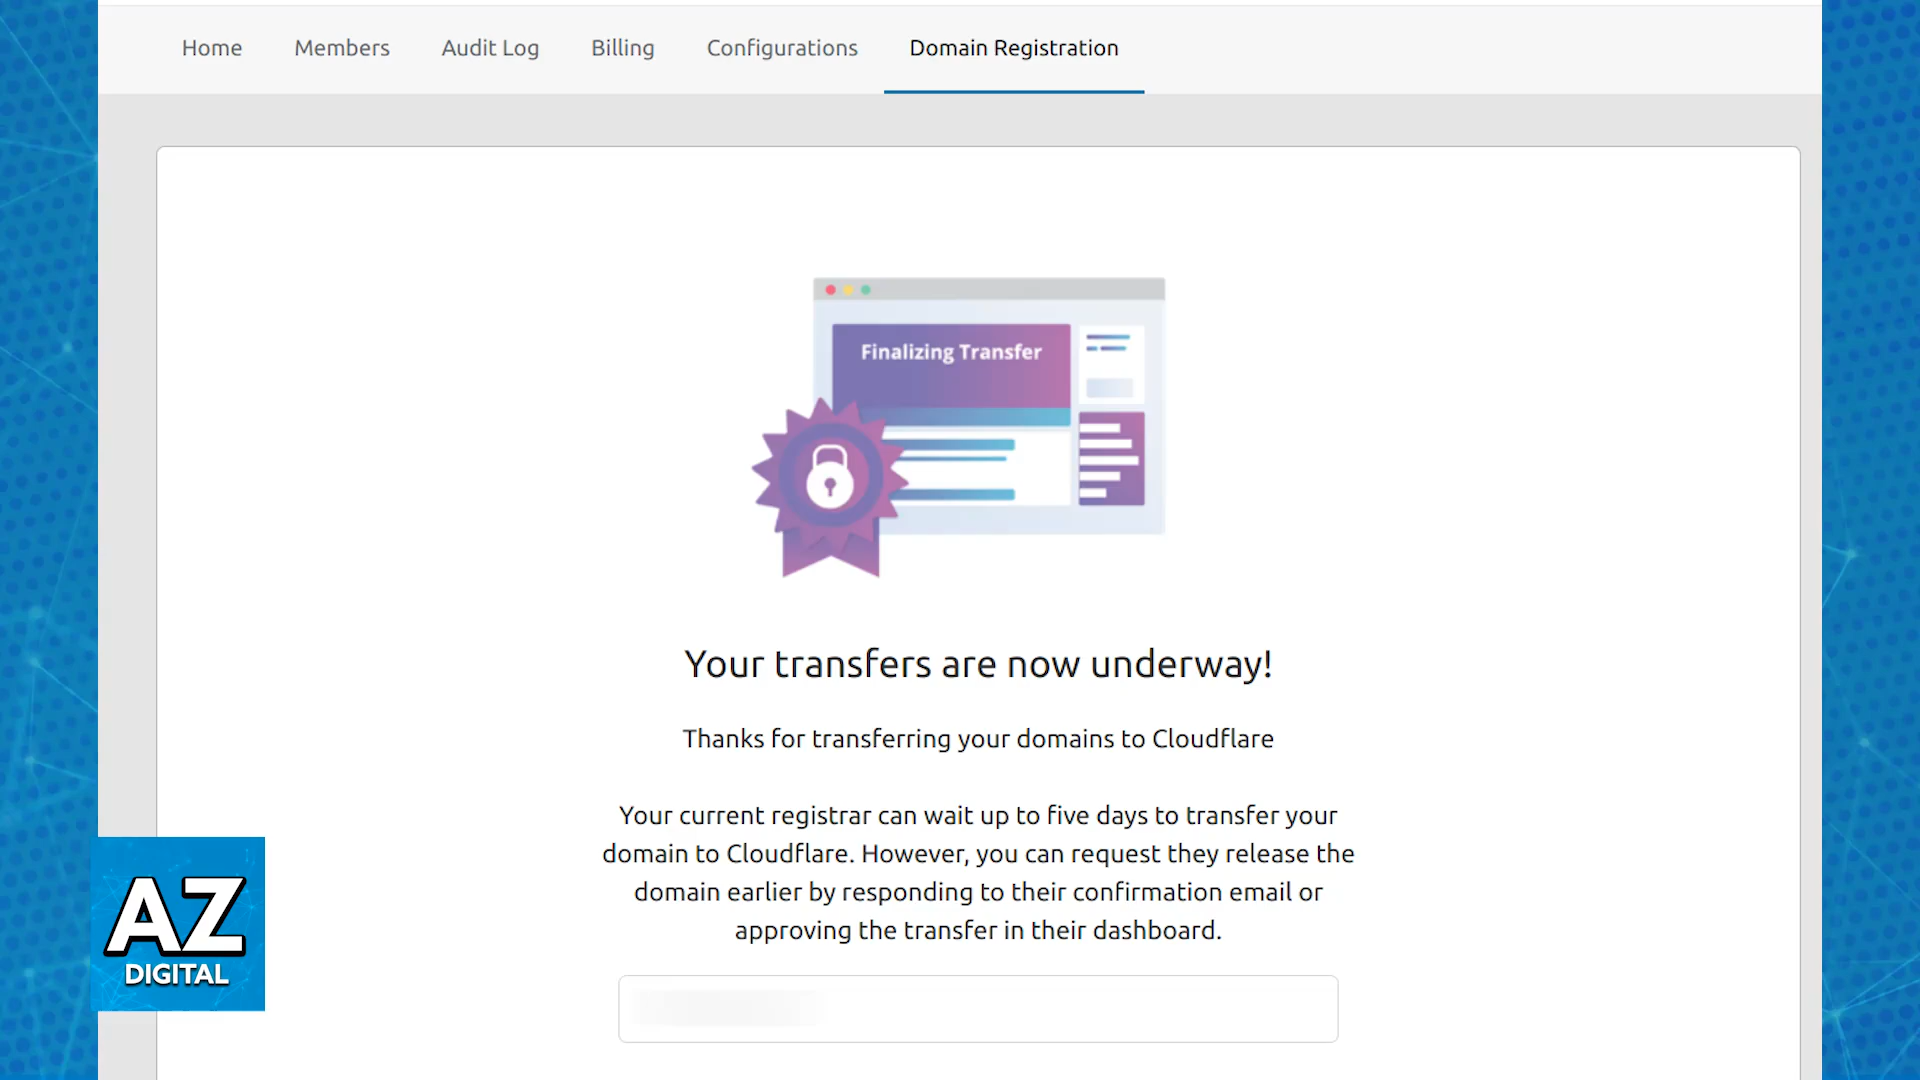 Home Members Audit Log Billing Configurations Domain Registration
Finalizing Transfer
Your transfers are now underway!
Thanks for transferring your domains to Cloudflare
Your current registrar can wait up to five days to transfer your
domain to Cloudflare. However, you can request they release the
domain earlier by responding to their confirmation email or
approving the transfer in their dashboard.
AZ
DIGITAL